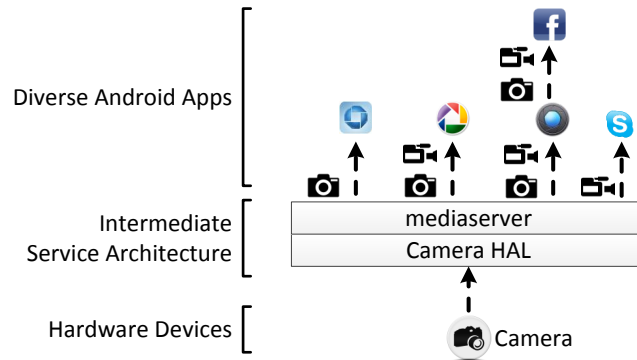 Diverse Android Apps
f
S
mediaserver
Intermediate
Service Architecture
Camera HAL
Hardware Devices
Camera